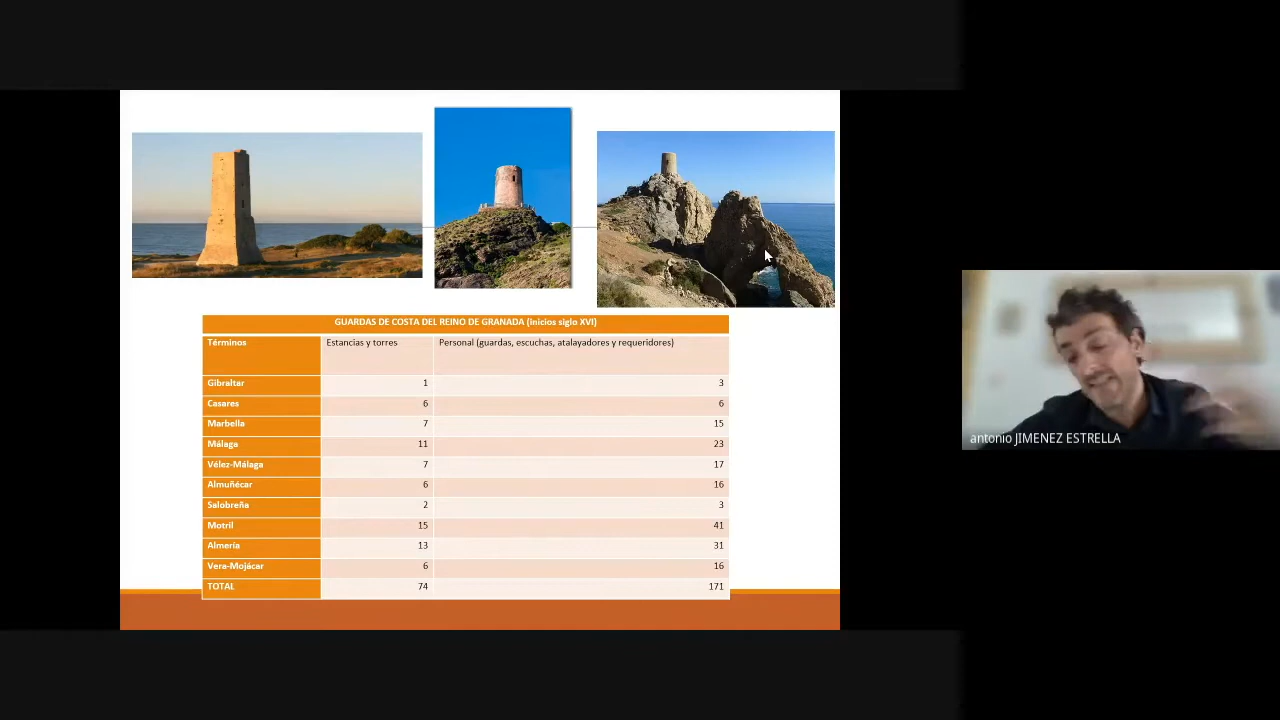 GUARDAS DE COSTA DEL REINO DE GRANADA (inicios siglo XVI)
Términos Estancias y torres Personal (guardas, escuchas, atalayadores y requeridores)
Gibraltar 1 3
Casares 6 6
Marbella 7 15
Málaga 11 23
Vélez-Málaga 7 17
Almuñécar 6 16
Salobreña 2 3
Motril 15 41
Almería 13 31
Vera-Mojácar 6 16
TOTAL 74 171
antonio JIMENEZ ESTRELLA